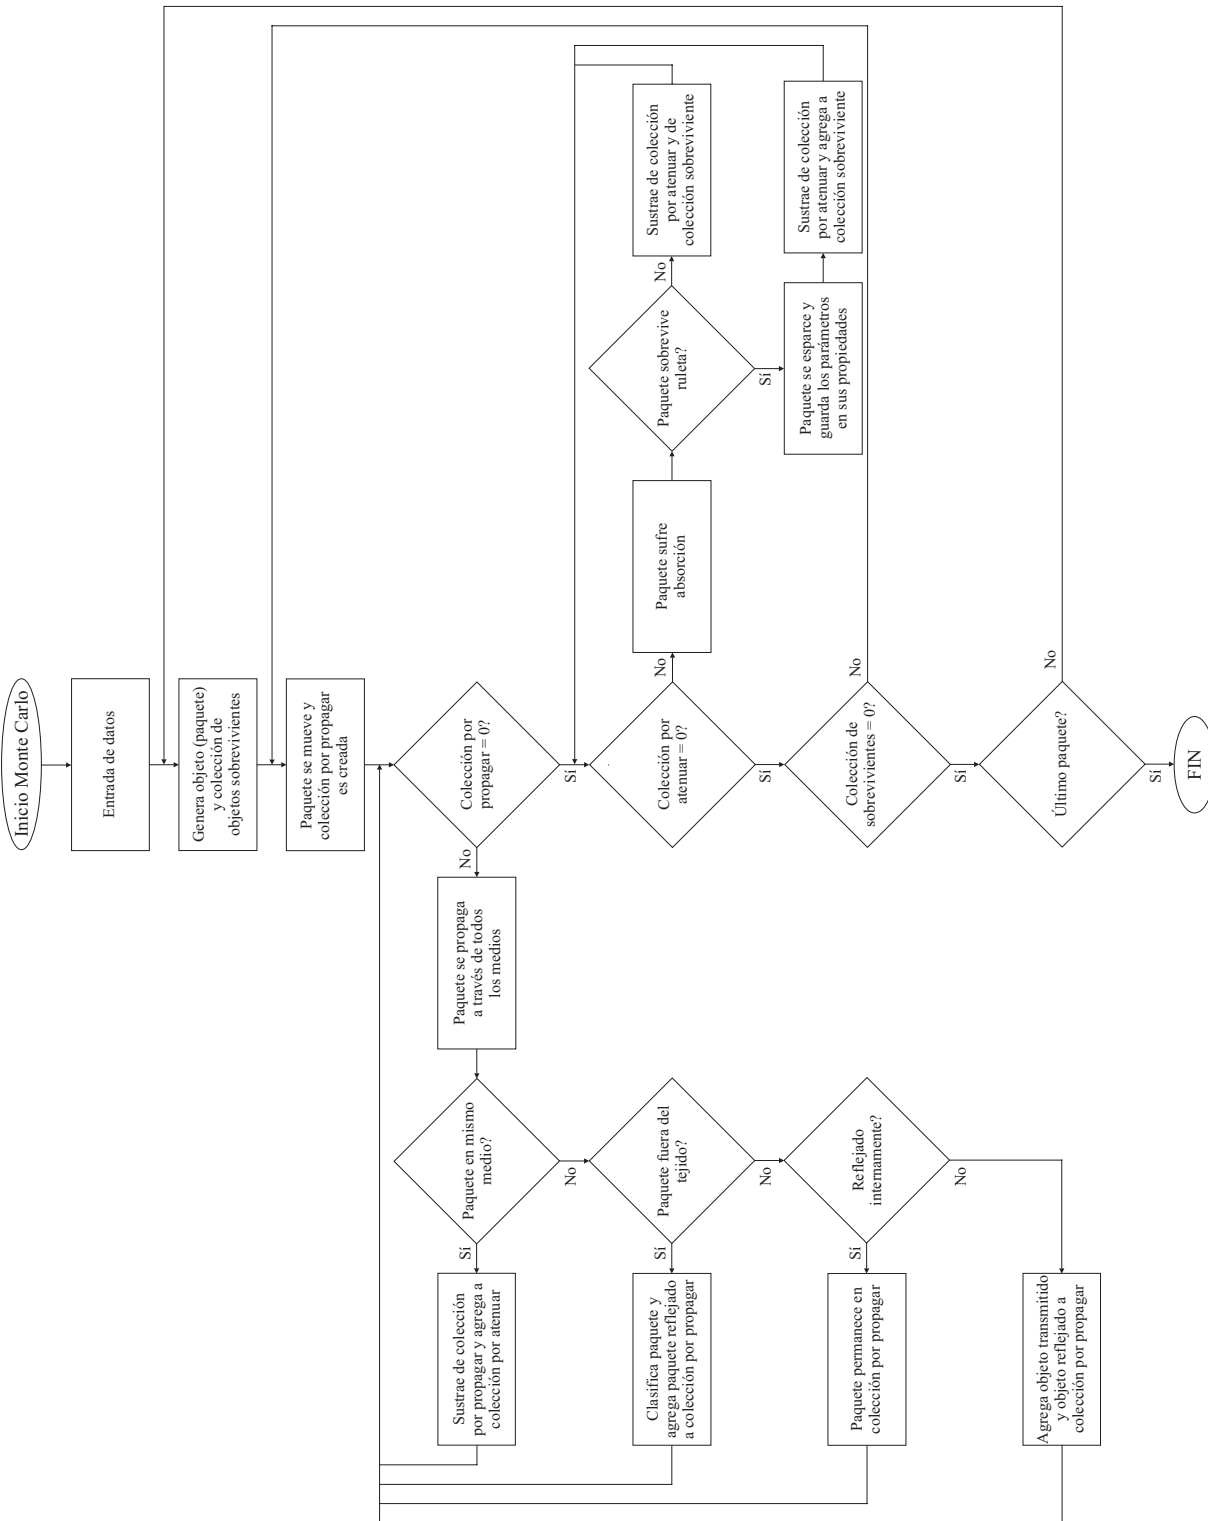 Inicio Monte Carlo
Entrada de datos
Genera objeto (paquete)
y colección de
objetos sobrevivientes
Paquete se mueve y
colección por propagar
es creada
Colección por
propagar = 0?
No
Sí
Paquete se propaga
a través de todos
los medios
Paquete en mismo
medio?
Sí
No
Sustrae de colección
por propagar y agrega a
colección por atenuar
Paquete fuera del
tejido?
Sí
No
Clasifica paquete y
agrega paquete reflejado
a colección por propagar
Reflejado
internamente?
Sí
No
Paquete permanece en
colección por propagar
Agrega objeto transmitido
y objeto reflejado a
colección por propagar
Colección por
atenuar = 0?
No
Sí
Paquete sufre
absorción
Paquete sobrevive
ruleta?
No
Sí
Sustrae de colección
por atenuar y de
colección sobreviviente
Paquete se esparce y
guarda los parámetros
en sus propiedades
Sustrae de colección
por atenuar y agrega a
colección sobreviviente
Colección de
sobrevivientes = 0?
No
Sí
Último paquete?
No
Sí
FIN